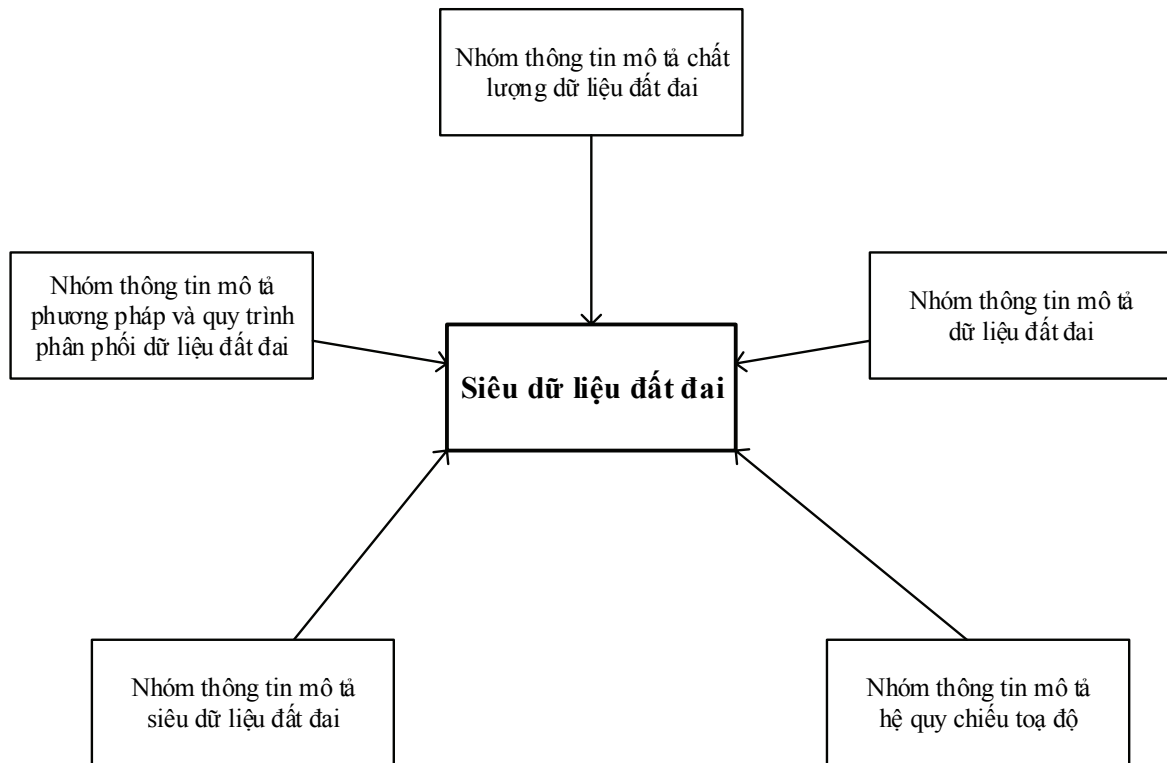 Nhóm thông tin mô tả chất
lượng dữ liệu đất đai
Nhóm thông tin mô tả
phương pháp và quy trình
phân phối dữ liệu đất đai
Nhóm thông tin mô tả
dữ liệu đất đai
Siêu dữ liệu đất đai
Nhóm thông tin mô tả
siêu dữ liệu đất đai
Nhóm thông tin mô tả
hệ quy chiếu toạ độ